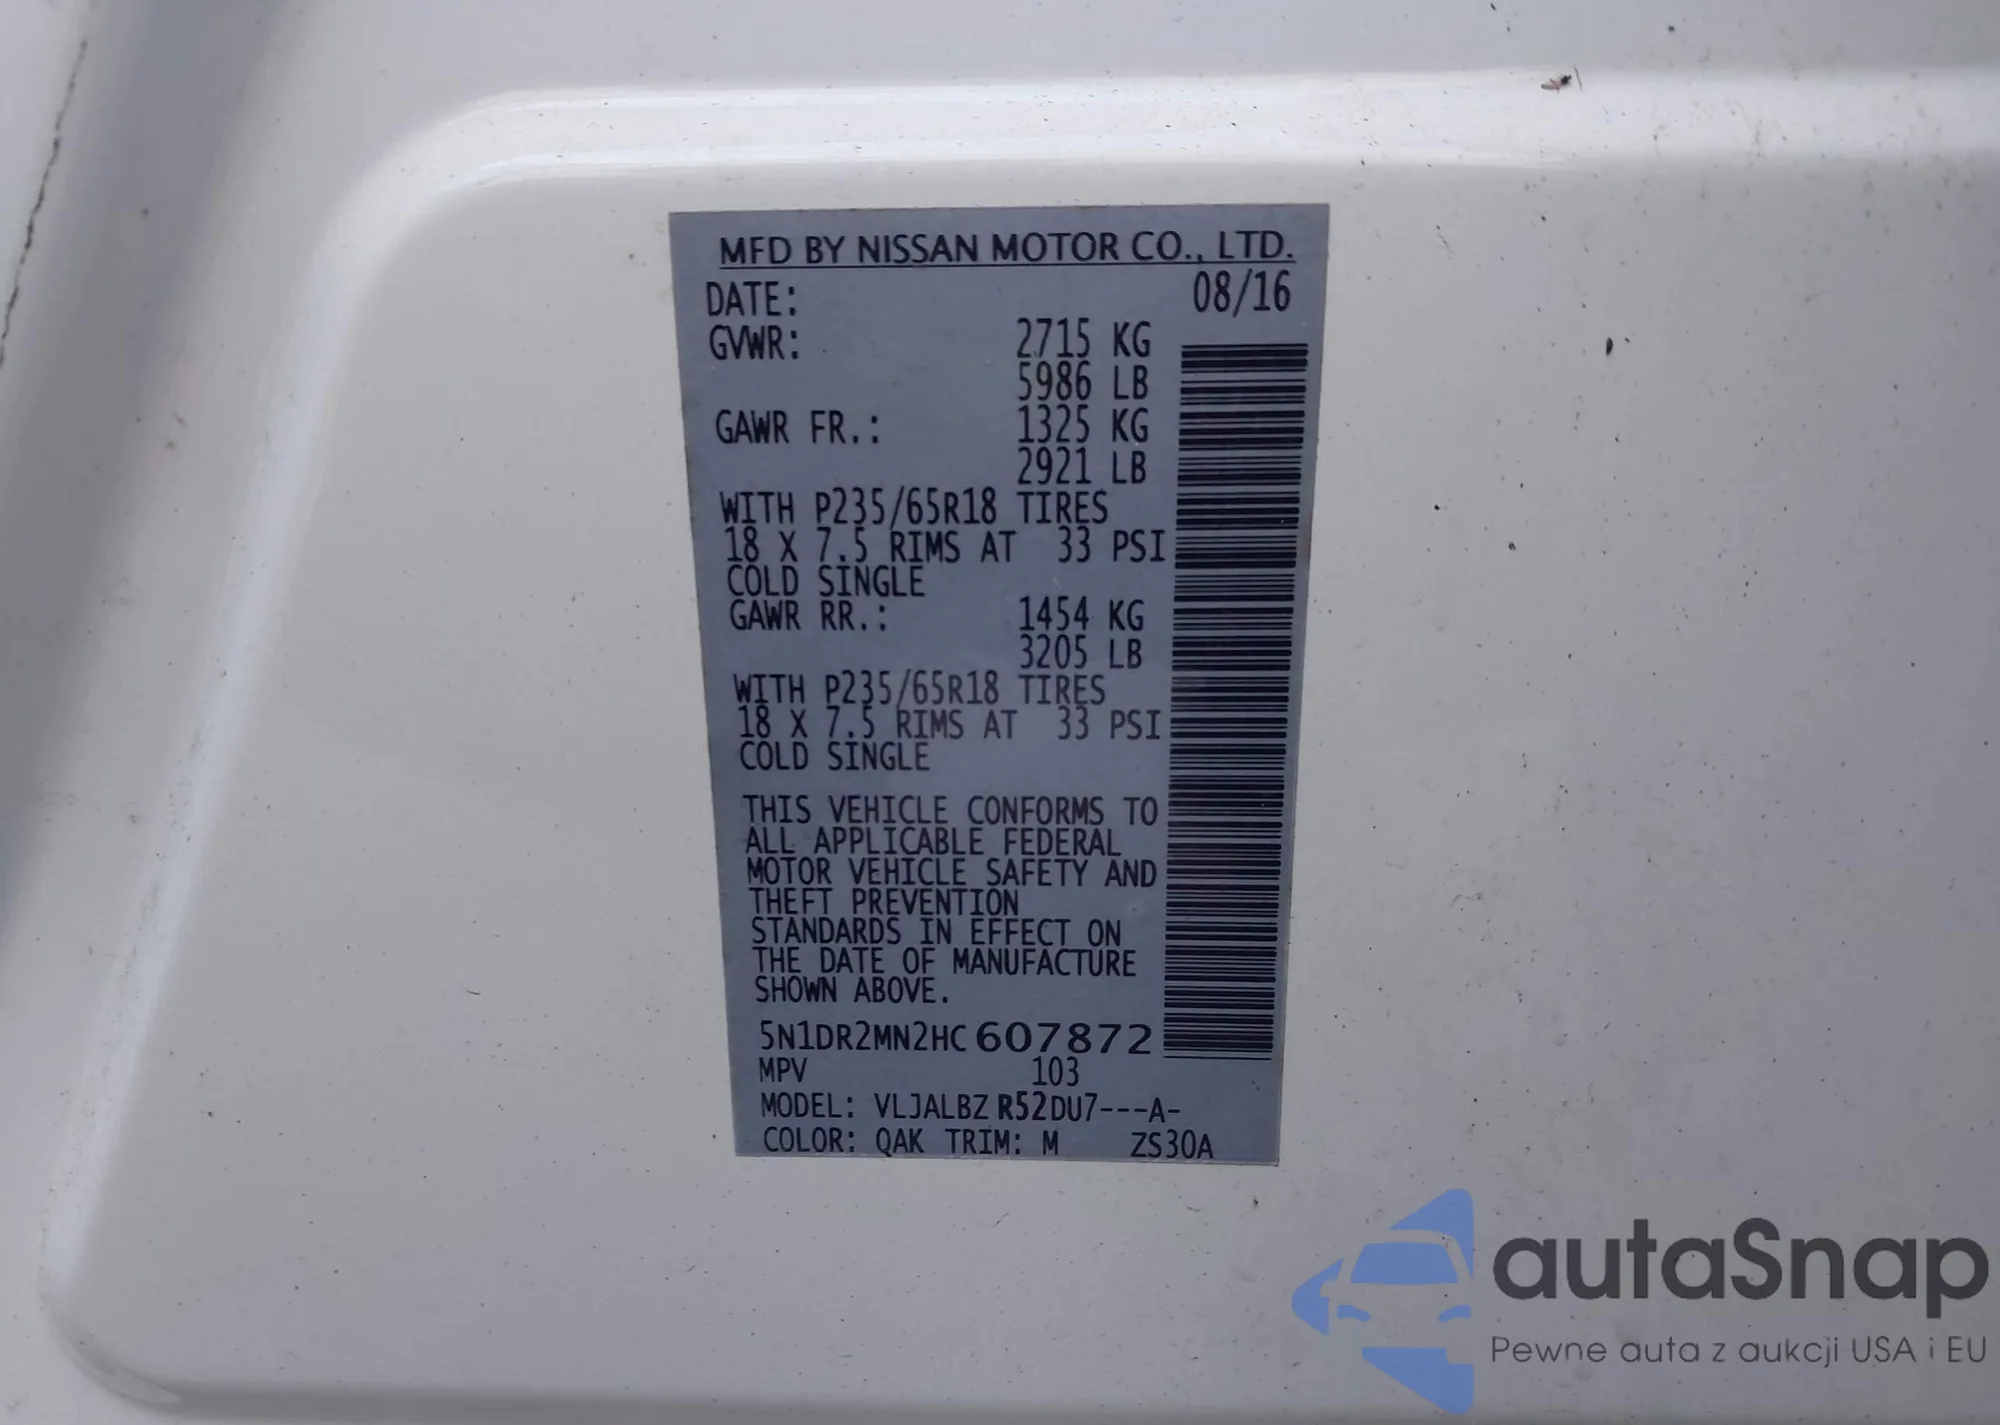 MFD BY NISSAN MOTOR CO., LTD.
DATE: 08/16
GVWR: 2715 KG
5986 LB
GAWR FR.: 1325 KG
2921 LB
WITH P235/65R18 TIRES
18 X 7.5 RIMS AT 33 PSI
COLD SINGLE
GAWR RR.: 1454 KG
3205 LB
WITH P235/65R18 TIRES
18 X 7.5 RIMS AT 33 PSI
COLD SINGLE
THIS VEHICLE CONFORMS TO
ALL APPLICABLE FEDERAL
MOTOR VEHICLE SAFETY AND
THEFT PREVENTION
STANDARDS IN EFFECT ON
THE DATE OF MANUFACTURE
SHOWN ABOVE.
5N1DR2MN2HC607872
MPV 103
MODEL: VLJALBZ R52DU7---A-
COLOR: QAK TRIM: M ZS30A
autaSnap
Pewne auta z aukcji USA i EU